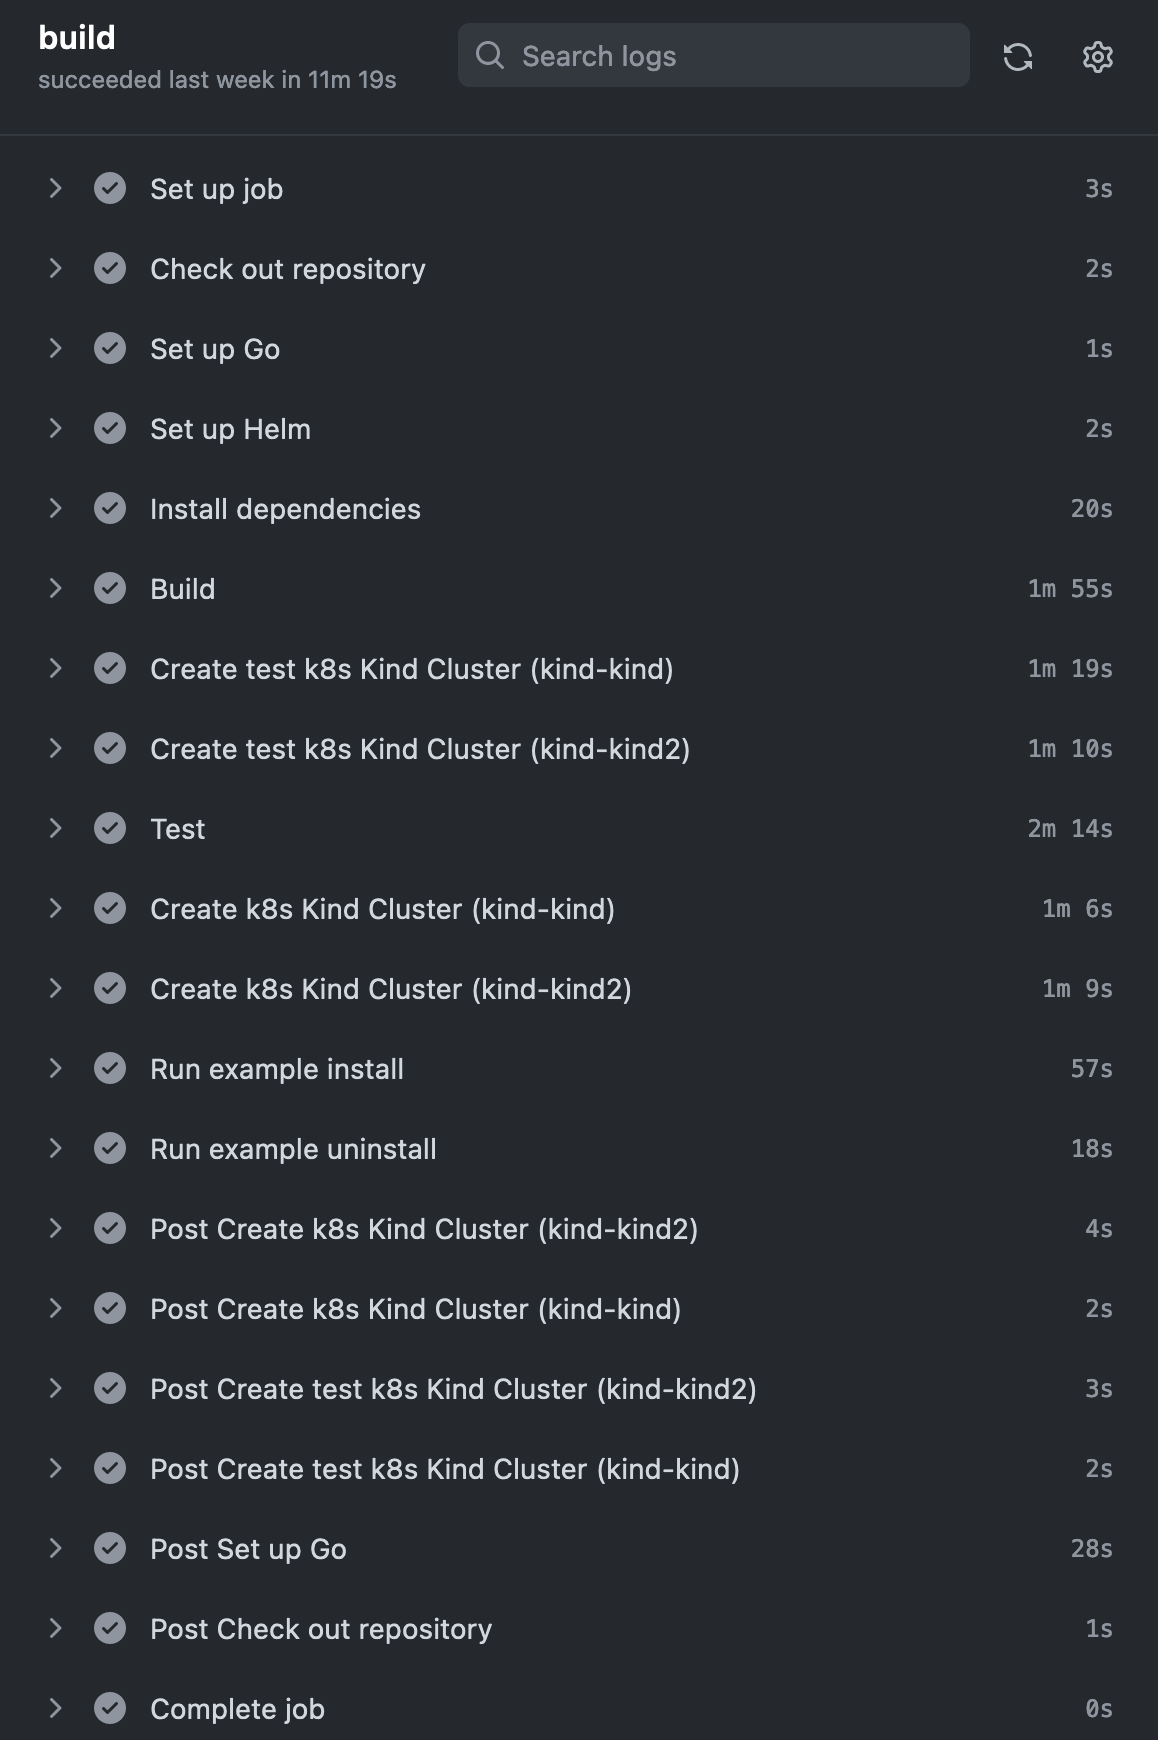 build
succeeded last week in 11m 19s
Search logs
Set up job 3s
Check out repository 2s
Set up Go 1s
Set up Helm 2s
Install dependencies 20s
Build 1m 55s
Create test k8s Kind Cluster (kind-kind) 1m 19s
Create test k8s Kind Cluster (kind-kind2) 1m 10s
Test 2m 14s
Create k8s Kind Cluster (kind-kind) 1m 6s
Create k8s Kind Cluster (kind-kind2) 1m 9s
Run example install 57s
Run example uninstall 18s
Post Create k8s Kind Cluster (kind-kind2) 4s
Post Create k8s Kind Cluster (kind-kind) 2s
Post Create test k8s Kind Cluster (kind-kind2) 3s
Post Create test k8s Kind Cluster (kind-kind) 2s
Post Set up Go 28s
Post Check out repository 1s
Complete job 0s